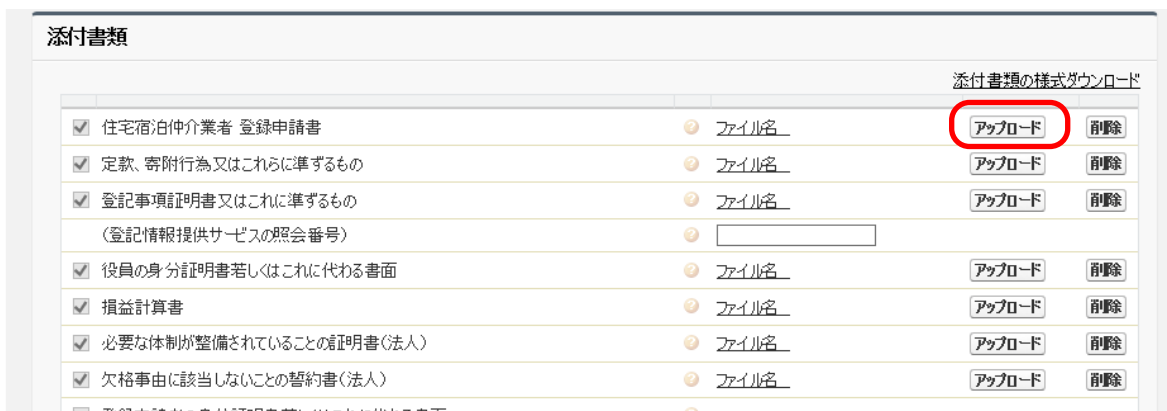 添付書類
添付書類の様式ダウンロード
住宅宿泊仲介業者 登録申請書 ? ファイル名 アップロード 削除
定款、寄附行為又はこれらに準ずるもの ? ファイル名 アップロード 削除
登記事項証明書又はこれに準ずるもの ? ファイル名 アップロード 削除
(登記情報提供サービスの照会番号) ?
役員の身分証明書若しくはこれに代わる書面 ? ファイル名 アップロード 削除
損益計算書 ? ファイル名 アップロード 削除
必要な体制が整備されていることの証明書(法人) ? ファイル名 アップロード 削除
欠格事由に該当しないことの誓約書(法人) ? ファイル名 アップロード 削除